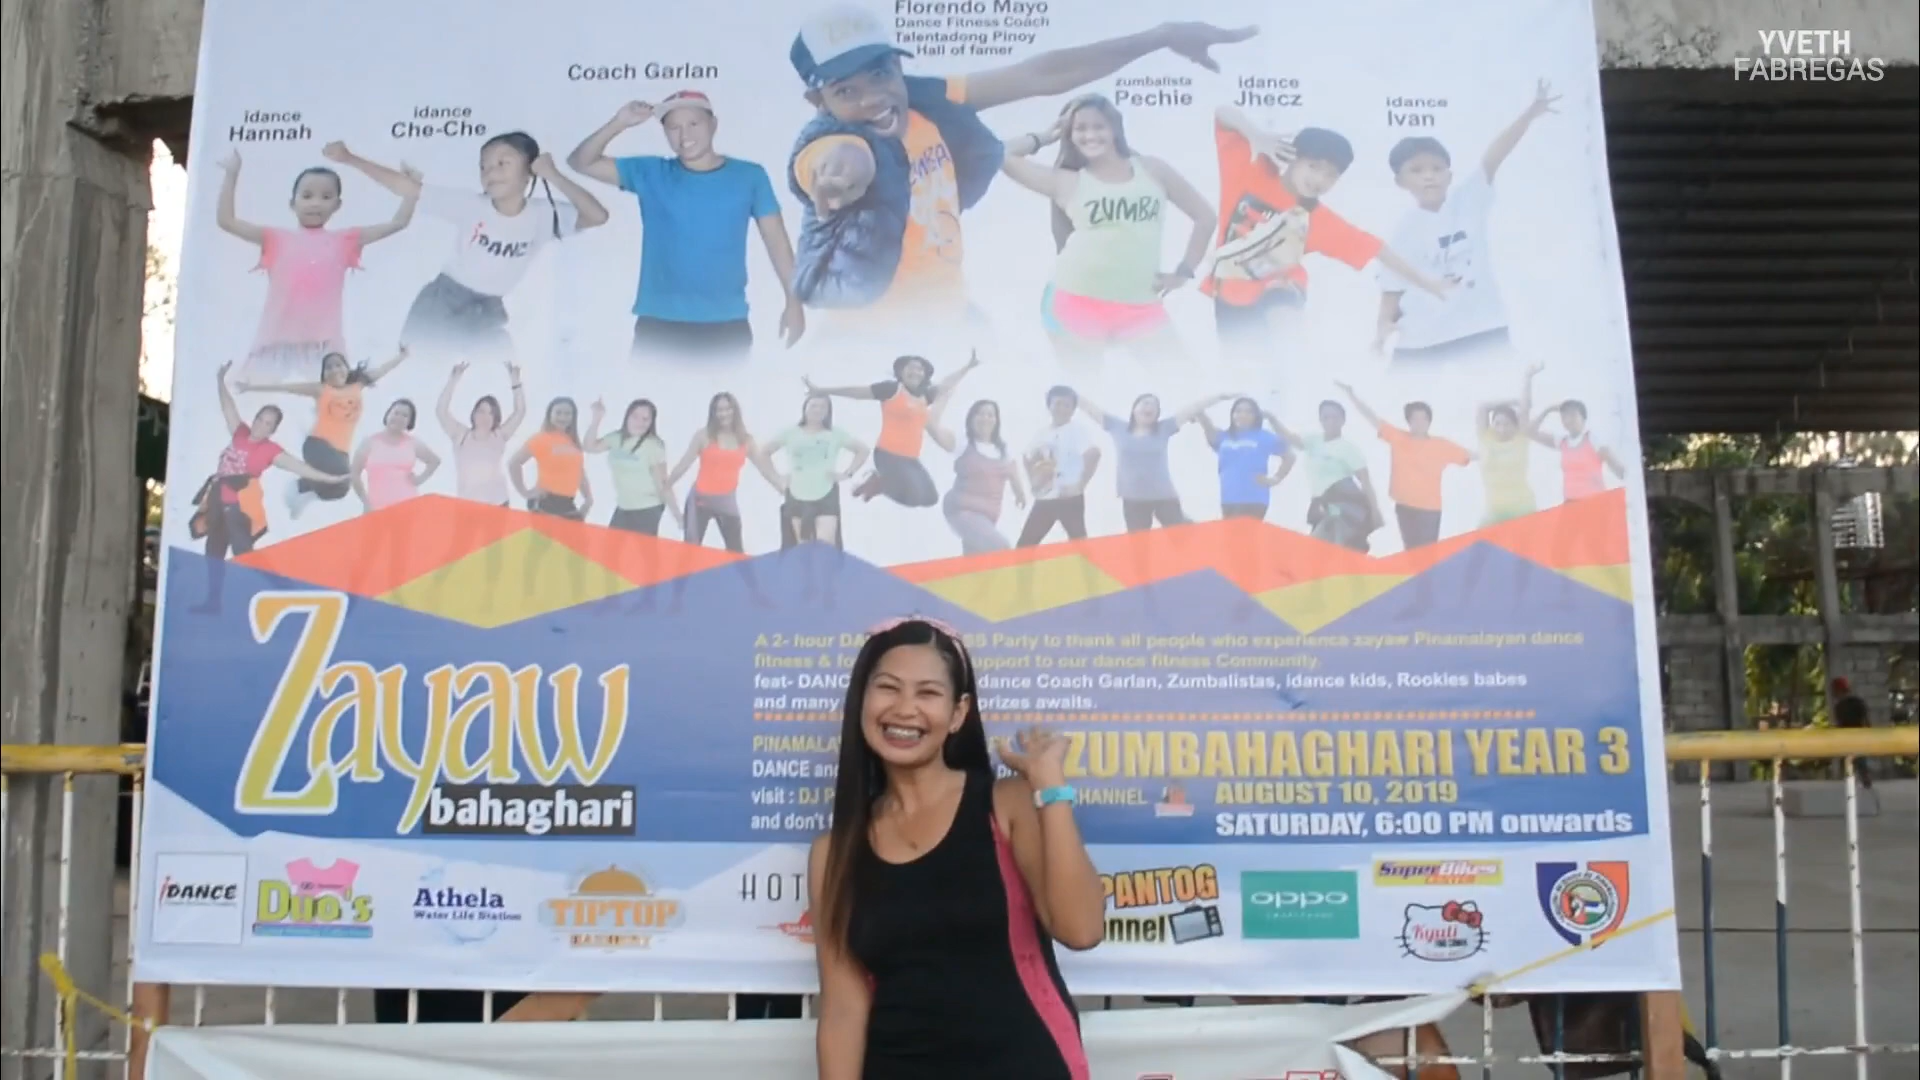 YVETH
FABREGAS
Florendo Mayo
Dance Fitness Coach
Talentadong Pinoy
Hall of famer
Coach Garlan
zumbalista
Pechie
idance
Jhecz
idance
Ivan
idance
Hannah
idance
Che-Che
iDANCE
ZUMBA
ZUMBA
A 2- hour DA SS Party to thank all people who experience zayaw Pinamalayan dance
fitness & fo upport to our dance fitness Community.
feat- DANC dance Coach Garlan, Zumbalistas, Idance kids, Rookies babes
and many prizes awaits.
Zayaw
bahaghari
PINAMALA
DANCE and
visit : DJ P HANNEL
and don't
ZUMBAHAGHARI YEAR 3
AUGUST 10, 2019
SATURDAY, 6:00 PM onwards
iDANCE
Duo's
Athela
Water Life Station
TIPTOP
HOT
PANTOG
nnel
oppo
SuperBikes
CENTER
Kyuti